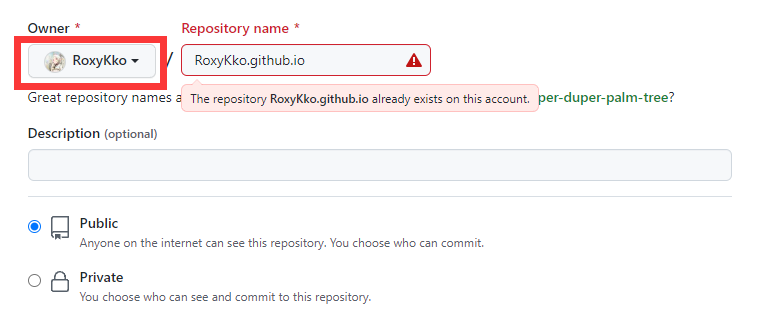 Owner * Repository name *
RoxyKko / RoxyKko.github.io
The repository RoxyKko.github.io already exists on this account.
Great repository names a per-duper-palm-tree?
Description (optional)
Public
Anyone on the internet can see this repository. You choose who can commit.
Private
You choose who can see and commit to this repository.